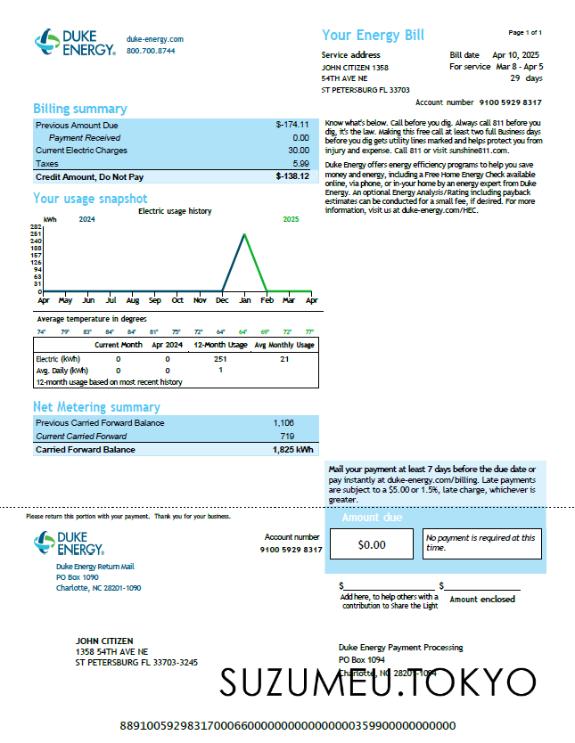 DUKE ENERGY®
duke-energy.com
800.700.8744
Your Energy Bill
Page 1 of 1
Service address
JOHN CITIZEN 1358
54TH AVE NE
ST PETERSBURG FL 33703
Bill date Apr 10, 2025
For service Mar 8 - Apr 5
29 days
Account number 9100 5929 8317
Billing summary
Previous Amount Due $-174.11
Payment Received 0.00
Current Electric Charges 30.00
Taxes 5.99
Credit Amount, Do Not Pay $-138.12
Know what's below. Call before you dig. Always call 811 before you
dig, it's the law. Making this free call at least two full Business days
before you dig gets utility lines marked and helps protect you from
injury and expense. Call 811 or visit sunshine811.com.
Duke Energy offers energy efficiency programs to help you save
money and energy, including a Free Home Energy Check available
online, via phone, or in-your home by an energy expert from Duke
Energy. An optional Energy Analysis/Rating including payback
estimates can be conducted for a small fee, if desired. For more
information, visit us at duke-energy.com/HEC.
Your usage snapshot
Electric usage history
kWh 2024 2025
282
251
240
188
157
126
94
63
31
0
Apr May Jun Jul Aug Sep Oct Nov Dec Jan Feb Mar Apr
Average temperature in degrees
74° 79° 83° 84° 84° 81° 75° 72° 64° 64° 69° 72° 77°
Current Month Apr 2024 12-Month Usage Avg Monthly Usage
Electric (kWh) 0 0 251 21
Avg. Daily (kWh) 0 0 1
12-month usage based on most recent history
Net Metering summary
Previous Carried Forward Balance 1,106
Current Carried Forward 719
Carried Forward Balance 1,825 kWh
Mail your payment at least 7 days before the due date or
pay instantly at duke-energy.com/billing. Late payments
are subject to a $5.00 or 1.5%, late charge, whichever is
greater.
Please return this portion with your payment. Thank you for your business.
Amount due
DUKE ENERGY®
Account number
9100 5929 8317
$0.00
No payment is required at this
time.
Duke Energy Return Mail
PO Box 1090
Charlotte, NC 28201-1090
$ $
Add here, to help others with a
contribution to Share the Light
Amount enclosed
JOHN CITIZEN
1358 54TH AVE NE
ST PETERSBURG FL 33703-3245
Duke Energy Payment Processing
PO Box 1094
Charlotte, NC 28201-1094
SUZUMEU.TOKYO